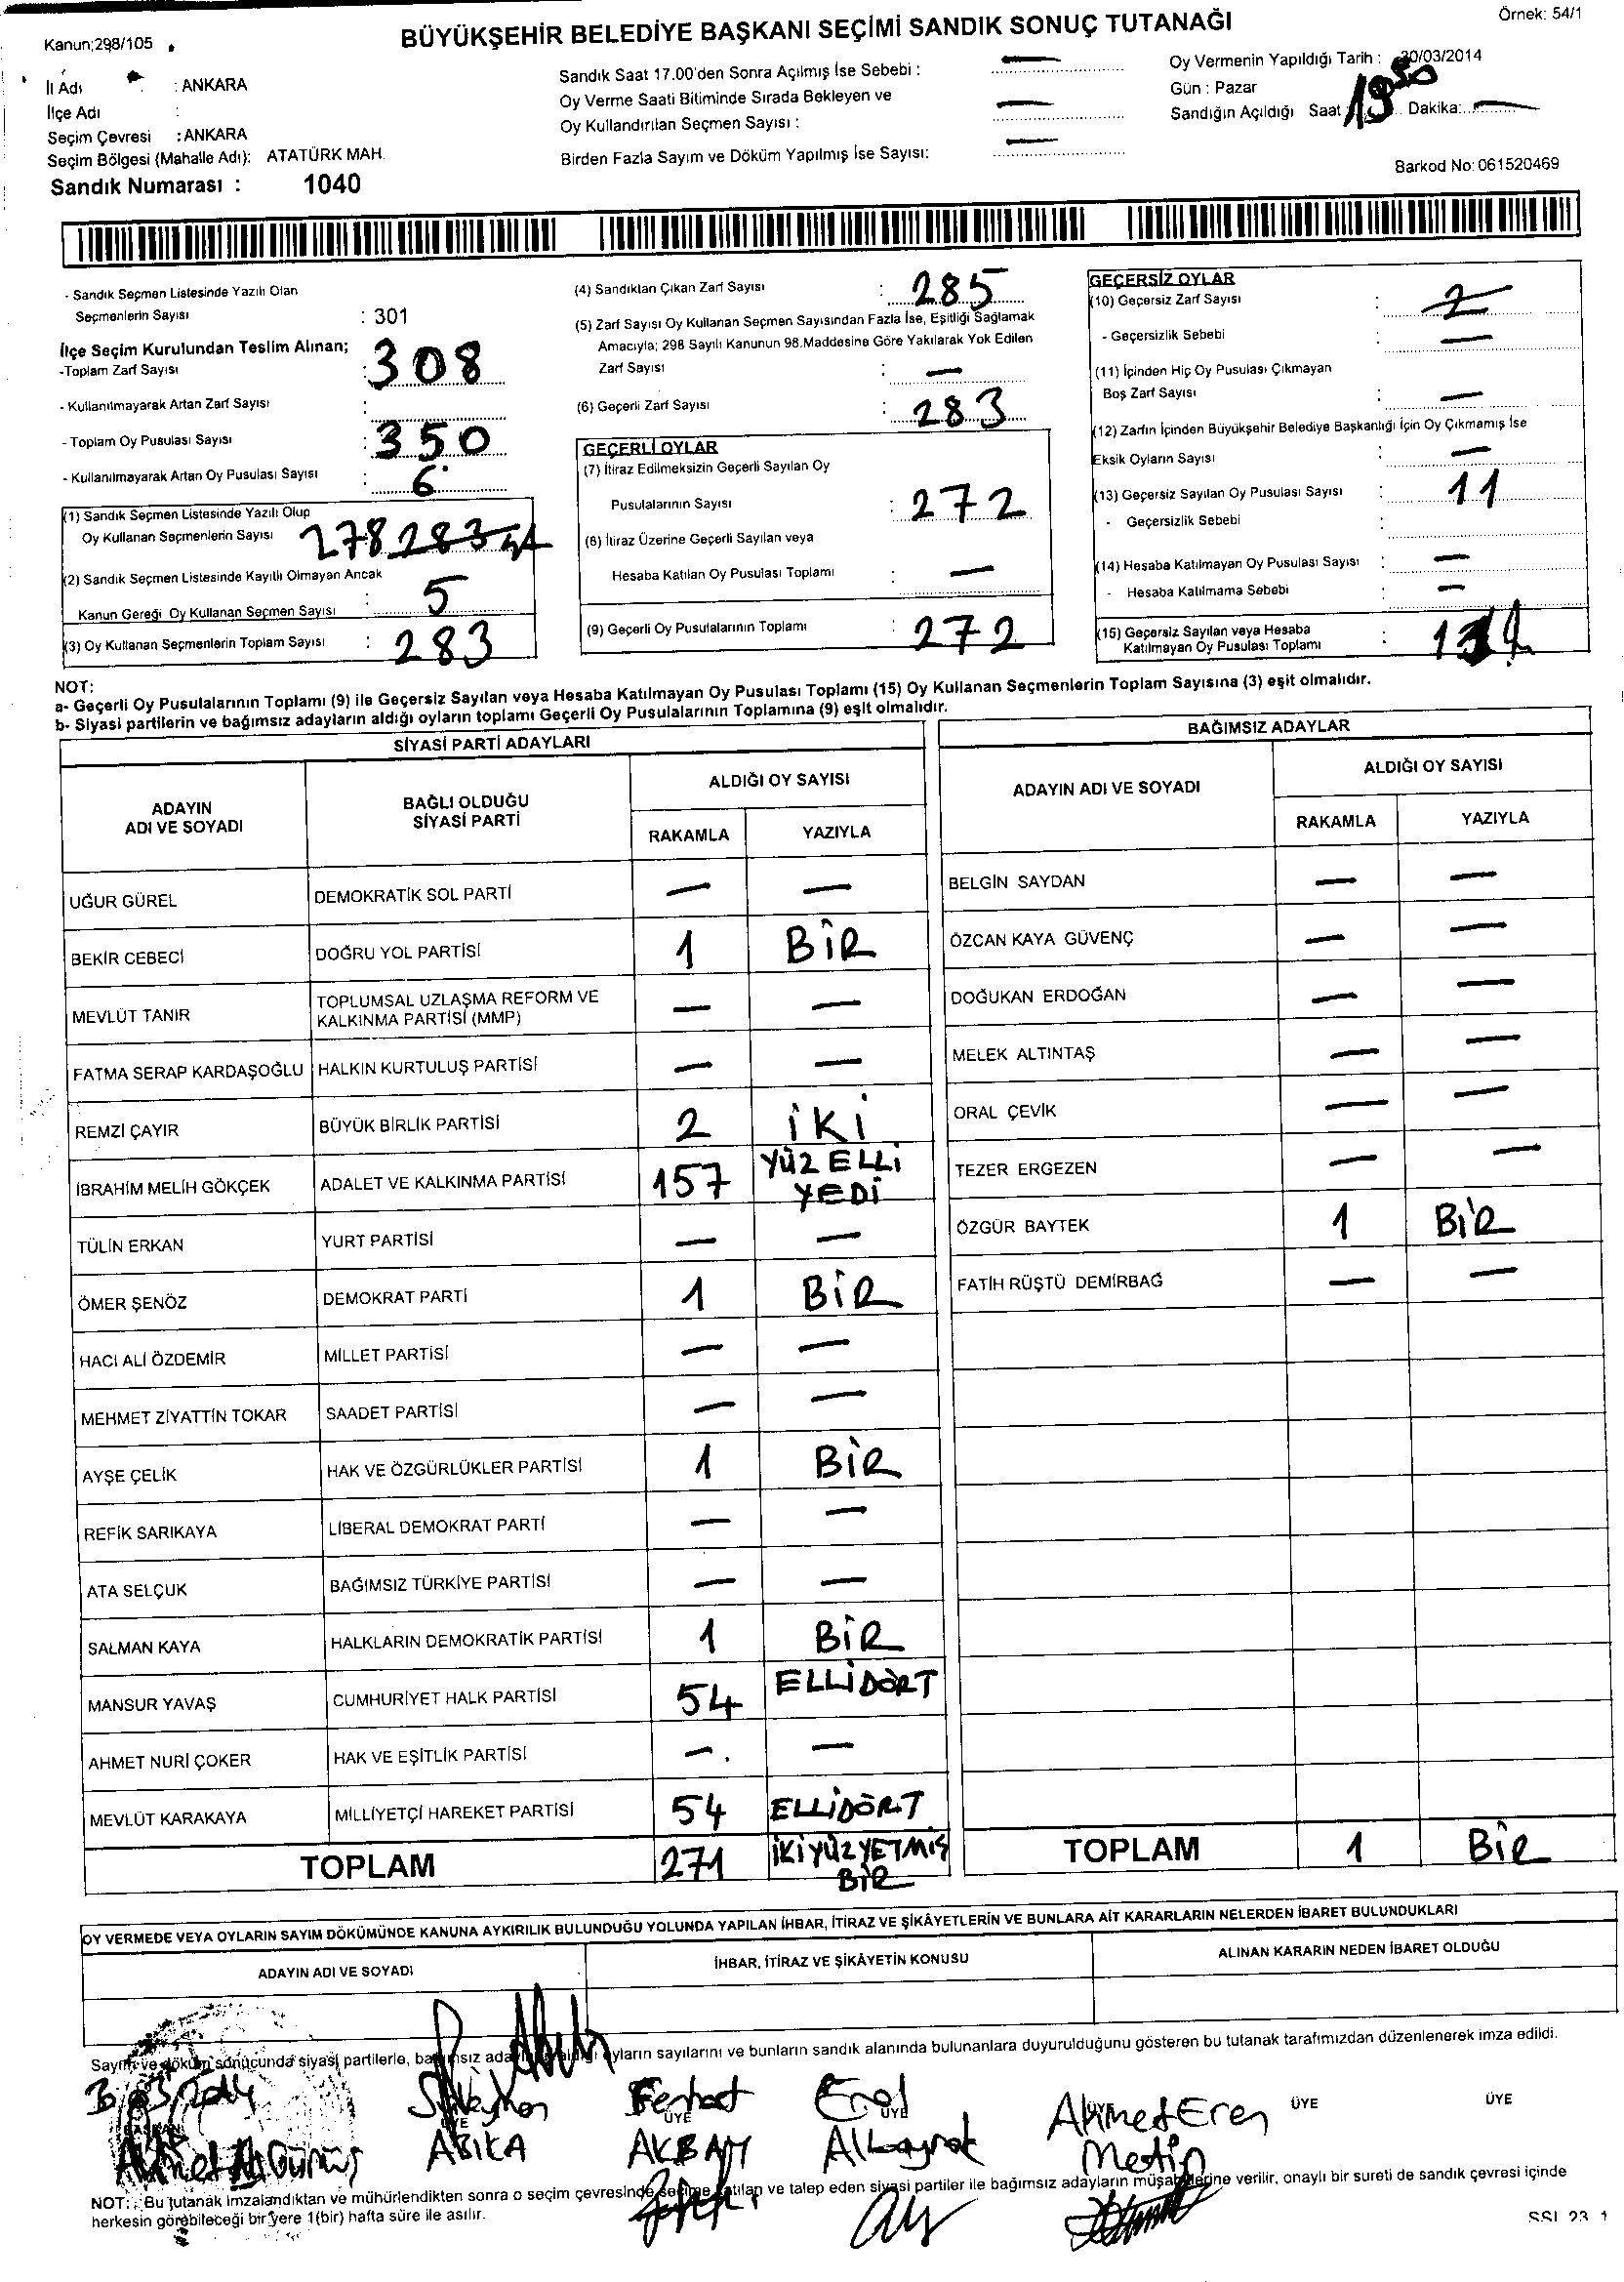 Örnek: 54/1
BÜYÜKŞEHİR BELEDİYE BAŞKANI SEÇİMİ SANDIK SONUÇ TUTANAĞI
Kanun;298/105
İli Adı : ANKARA
İlçe Adı :
Seçim Çevresi : ANKARA
Seçim Bölgesi (Mahalle Adı): ATATÜRK MAH.
Sandık Numarası : 1040
Sandık Saat 17.00'den Sonra Açılmış İse Sebebi : —
Oy Verme Saati Bitiminde Sırada Bekleyen ve
Oy Kullandırılan Seçmen Sayısı : —
Birden Fazla Sayım ve Döküm Yapılmış İse Sayısı: —
Oy Vermenin Yapıldığı Tarih : 30/03/2014
Gün : Pazar
Sandığın Açıldığı Saat Dakika: —
Barkod No: 061520469
- Sandık Seçmen Listesinde Yazılı Olan
Seçmenlerin Sayısı : 301
İlçe Seçim Kurulundan Teslim Alınan;
-Toplam Zarf Sayısı : 308
- Kullanılmayarak Artan Zarf Sayısı :
- Toplam Oy Pusulası Sayısı : 350
- Kullanılmayarak Artan Oy Pusulası Sayısı : 6
(1) Sandık Seçmen Listesinde Yazılı Olup
Oy Kullanan Seçmenlerin Sayısı 278 283
(2) Sandık Seçmen Listesinde Kayıtlı Olmayan Ancak
Kanun Gereği Oy Kullanan Seçmen Sayısı : 5
(3) Oy Kullanan Seçmenlerin Toplam Sayısı : 283
(4) Sandıktan Çıkan Zarf Sayısı : 285
(5) Zarf Sayısı Oy Kullanan Seçmen Sayısından Fazla İse, Eşitliği Sağlamak
Amacıyla; 298 Sayılı Kanunun 98.Maddesine Göre Yakılarak Yok Edilen
Zarf Sayısı : —
(6) Geçerli Zarf Sayısı : 283
GEÇERLİ OYLAR
(7) İtiraz Edilmeksizin Geçerli Sayılan Oy
Pusulalarının Sayısı : 272
(8) İtiraz Üzerine Geçerli Sayılan veya
Hesaba Katılan Oy Pusulası Toplamı : —
(9) Geçerli Oy Pusulalarının Toplamı : 272
GEÇERSİZ OYLAR
(10) Geçersiz Zarf Sayısı : 2
- Geçersizlik Sebebi : —
(11) İçinden Hiç Oy Pusulası Çıkmayan
Boş Zarf Sayısı : —
(12) Zarfın İçinden Büyükşehir Belediye Başkanlığı İçin Oy Çıkmamış İse
Eksik Oyların Sayısı : —
(13) Geçersiz Sayılan Oy Pusulası Sayısı : 11
- Geçersizlik Sebebi :
(14) Hesaba Katılmayan Oy Pusulası Sayısı : —
- Hesaba Katılmama Sebebi : —
(15) Geçersiz Sayılan veya Hesaba
Katılmayan Oy Pusulası Toplamı :
NOT:
a- Geçerli Oy Pusulalarının Toplamı (9) ile Geçersiz Sayılan veya Hesaba Katılmayan Oy Pusulası Toplamı (15) Oy Kullanan Seçmenlerin Toplam Sayısına (3) eşit olmalıdır.
b- Siyasi partilerin ve bağımsız adayların aldığı oyların toplamı Geçerli Oy Pusulalarının Toplamına (9) eşit olmalıdır.
SİYASİ PARTİ ADAYLARI
ADAYIN ADI VE SOYADI BAĞLI OLDUĞU SİYASİ PARTİ ALDIĞI OY SAYISI
RAKAMLA YAZIYLA
UĞUR GÜREL DEMOKRATİK SOL PARTİ — —
BEKİR CEBECİ DOĞRU YOL PARTİSİ 1 BİR
MEVLÜT TANIR TOPLUMSAL UZLAŞMA REFORM VE KALKINMA PARTİSİ (MMP) — —
FATMA SERAP KARDAŞOĞLU HALKIN KURTULUŞ PARTİSİ — —
REMZİ ÇAYIR BÜYÜK BİRLİK PARTİSİ 2 İKİ
İBRAHİM MELİH GÖKÇEK ADALET VE KALKINMA PARTİSİ 157 YÜZ ELLİ YEDİ
TÜLİN ERKAN YURT PARTİSİ — —
ÖMER ŞENÖZ DEMOKRAT PARTİ 1 BİR
HACI ALİ ÖZDEMİR MİLLET PARTİSİ — —
MEHMET ZİYATTİN TOKAR SAADET PARTİSİ — —
AYŞE ÇELİK HAK VE ÖZGÜRLÜKLER PARTİSİ 1 BİR
REFİK SARIKAYA LİBERAL DEMOKRAT PARTİ — —
ATA SELÇUK BAĞIMSIZ TÜRKİYE PARTİSİ — —
SALMAN KAYA HALKLARIN DEMOKRATİK PARTİSİ 1 BİR
MANSUR YAVAŞ CUMHURİYET HALK PARTİSİ 54 ELLİDÖRT
AHMET NURİ ÇOKER HAK VE EŞİTLİK PARTİSİ — —
MEVLÜT KARAKAYA MİLLİYETÇİ HAREKET PARTİSİ 54 ELLİDÖRT
TOPLAM 271 İKİYÜZYETMİŞ BİR
BAĞIMSIZ ADAYLAR
ADAYIN ADI VE SOYADI ALDIĞI OY SAYISI
RAKAMLA YAZIYLA
BELGİN SAYDAN — —
ÖZCAN KAYA GÜVENÇ — —
DOĞUKAN ERDOĞAN — —
MELEK ALTINTAŞ — —
ORAL ÇEVİK — —
TEZER ERGEZEN — —
ÖZGÜR BAYTEK 1 BİR
FATİH RÜŞTÜ DEMİRBAĞ — —
TOPLAM 1 BİR
OY VERMEDE VEYA OYLARIN SAYIM DÖKÜMÜNDE KANUNA AYKIRILIK BULUNDUĞU YOLUNDA YAPILAN İHBAR, İTİRAZ VE ŞİKÂYETLERİN VE BUNLARA AİT KARARLARIN NELERDEN İBARET BULUNDUKLARI
ADAYIN ADI VE SOYADI İHBAR, İTİRAZ VE ŞİKÂYETİN KONUSU ALINAN KARARIN NEDEN İBARET OLDUĞU
Sayım ve döküm sonucunda siyasi partilerle, bağımsız oyların sayılarını ve bunların sandık alanında bulunanlara duyurulduğunu gösteren bu tutanak tarafımızdan düzenlenerek imza edildi.
Süleyman Ferhat Erol Ahmet Eren ÜYE ÜYE
ÜYE ÜYE
ABIKA AKBAY Albayrak Metin
NOT: Bu tutanak imzalandıktan ve mühürlendikten sonra o seçim çevresinde seçime katılan ve talep eden siyasi partiler ile bağımsız adayların müşahitlerine verilir, onaylı bir sureti de sandık çevresi içinde
herkesin görebileceği bir yere 1(bir) hafta süre ile asılır.